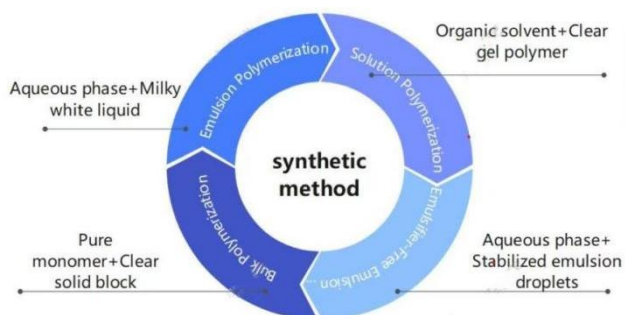 Organic solvent+Clear
gel polymer
Emulsion Polymerization
Solution Polymerization
Aqueous phase+Milky
white liquid
synthetic
method
Bulk Polymerization
Emulsifier-Free Emulsion ...
Pure
monomer+Clear
solid block
Aqueous phase+
Stabilized emulsion
droplets